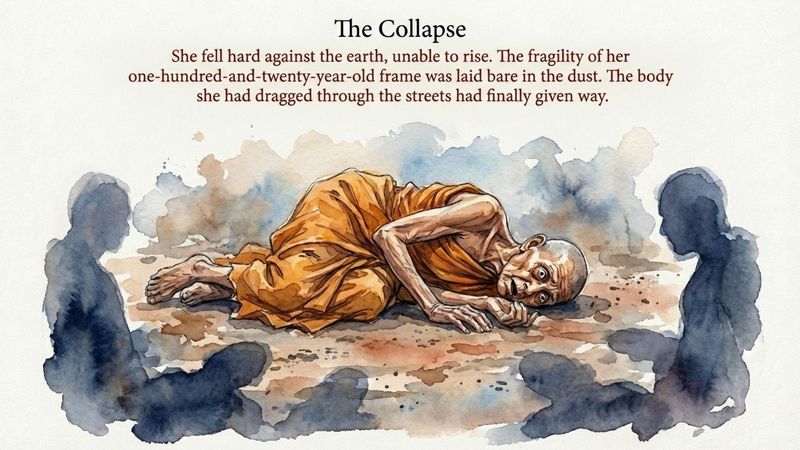 The Collapse
She fell hard against the earth, unable to rise. The fragility of her
one-hundred-and-twenty-year-old frame was laid bare in the dust. The body
she had dragged through the streets had finally given way.